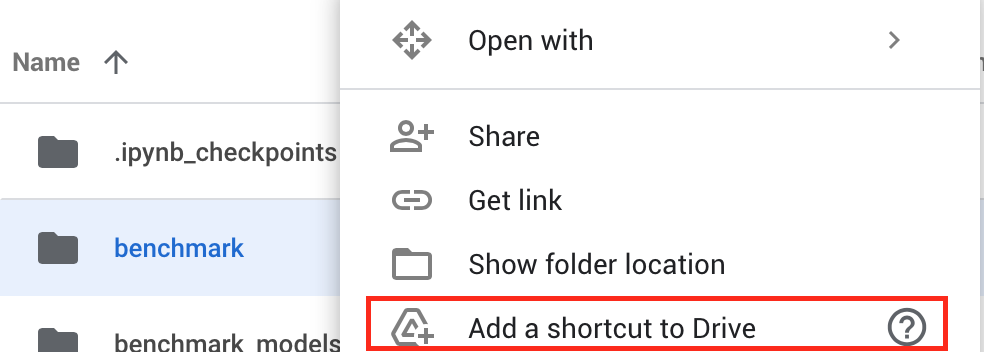 Name
.ipynb_checkpoints
benchmark
benchmark_models
Open with
Share
Get link
Show folder location
Add a shortcut to Drive